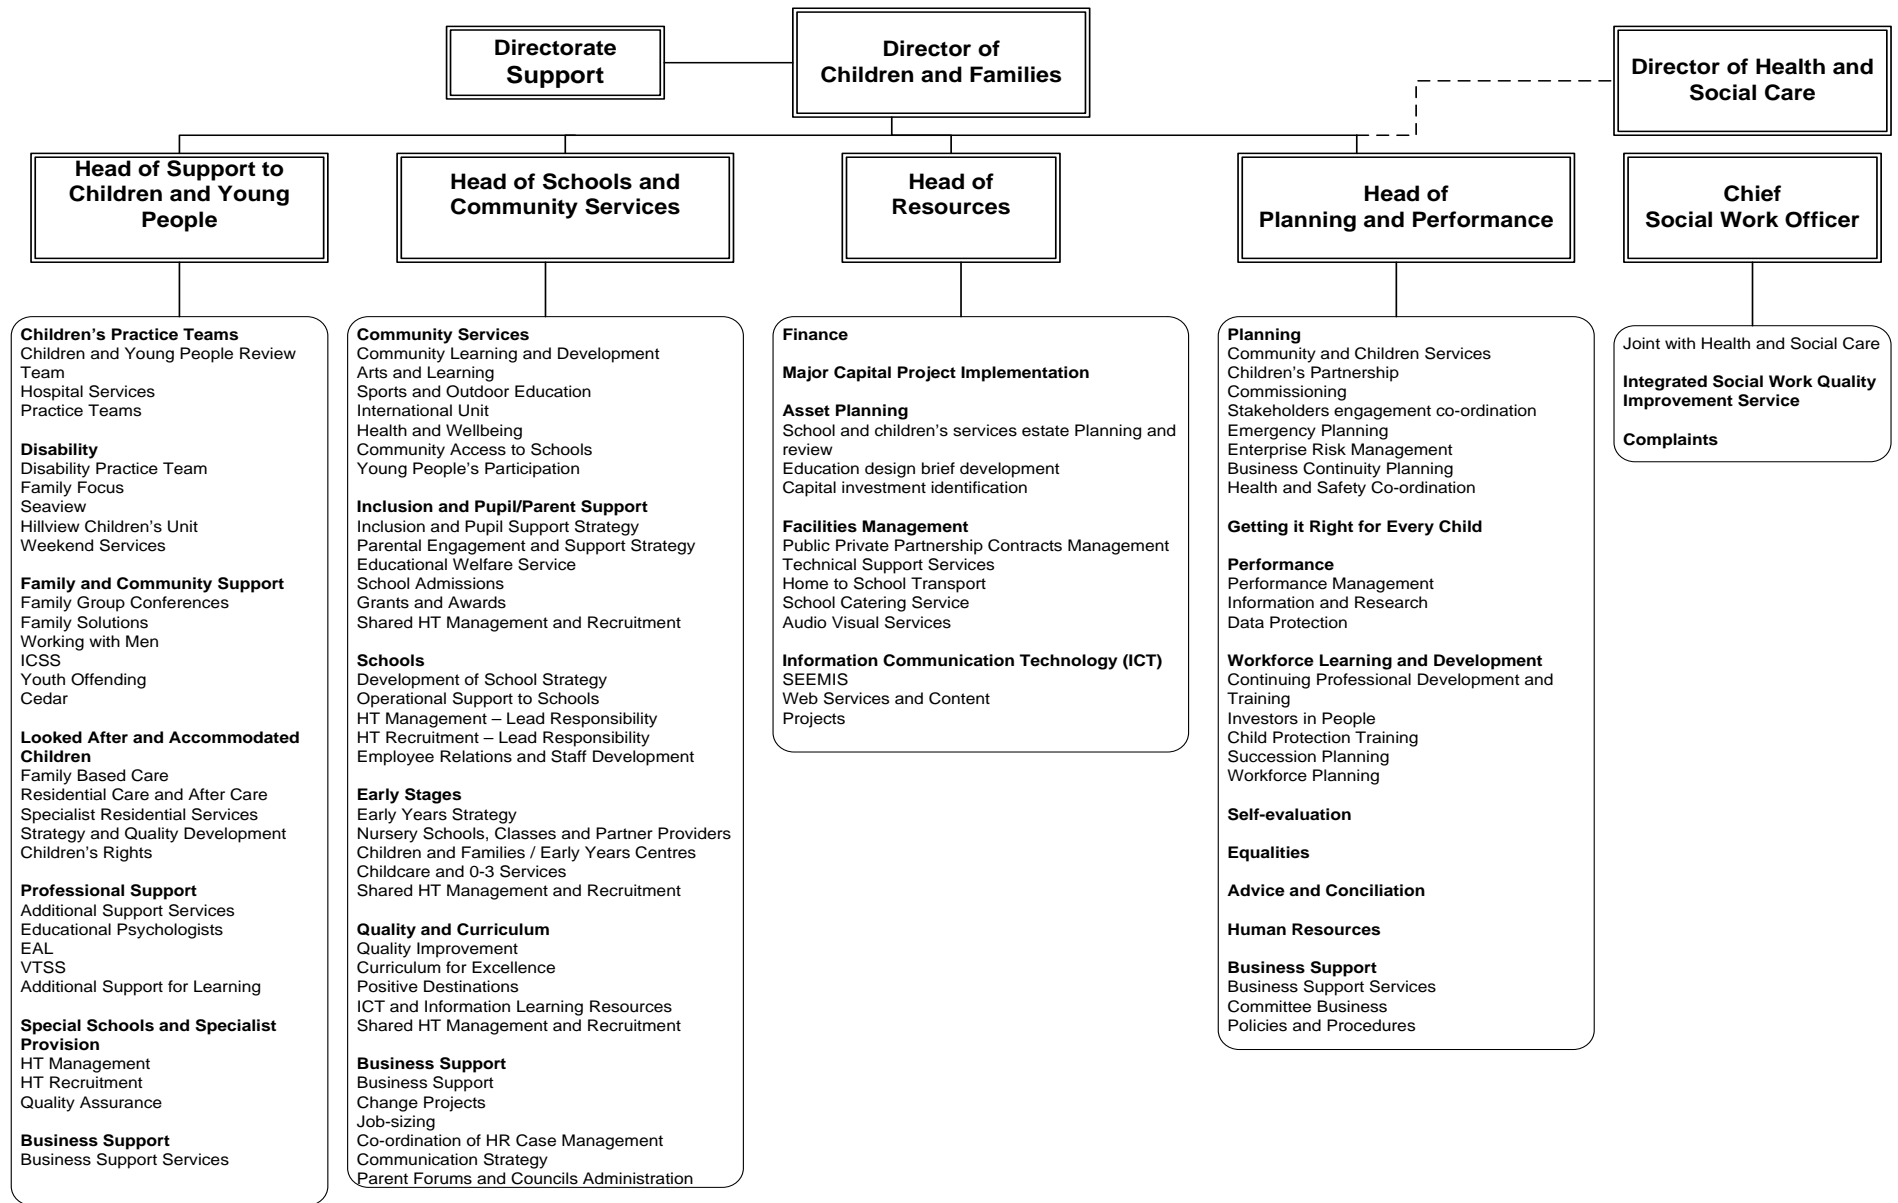 Directorate
Support
Director of
Children and Families
Director of Health and
Social Care
Head of Support to
Children and Young
People
Head of Schools and
Community Services
Head of
Resources
Head of
Planning and Performance
Chief
Social Work Officer
Children's Practice Teams
Children and Young People Review
Team
Hospital Services
Practice Teams
Disability
Disability Practice Team
Family Focus
Seaview
Hillview Children's Unit
Weekend Services
Family and Community Support
Family Group Conferences
Family Solutions
Working with Men
ICSS
Youth Offending
Cedar
Looked After and Accommodated
Children
Family Based Care
Residential Care and After Care
Specialist Residential Services
Strategy and Quality Development
Children's Rights
Professional Support
Additional Support Services
Educational Psychologists
EAL
VTSS
Additional Support for Learning
Special Schools and Specialist
Provision
HT Management
HT Recruitment
Quality Assurance
Business Support
Business Support Services
Community Services
Community Learning and Development
Arts and Learning
Sports and Outdoor Education
International Unit
Health and Wellbeing
Community Access to Schools
Young People's Participation
Inclusion and Pupil/Parent Support
Inclusion and Pupil Support Strategy
Parental Engagement and Support Strategy
Educational Welfare Service
School Admissions
Grants and Awards
Shared HT Management and Recruitment
Schools
Development of School Strategy
Operational Support to Schools
HT Management – Lead Responsibility
HT Recruitment – Lead Responsibility
Employee Relations and Staff Development
Early Stages
Early Years Strategy
Nursery Schools, Classes and Partner Providers
Children and Families / Early Years Centres
Childcare and 0-3 Services
Shared HT Management and Recruitment
Quality and Curriculum
Quality Improvement
Curriculum for Excellence
Positive Destinations
ICT and Information Learning Resources
Shared HT Management and Recruitment
Business Support
Business Support
Change Projects
Job-sizing
Co-ordination of HR Case Management
Communication Strategy
Parent Forums and Councils Administration
Finance
Major Capital Project Implementation
Asset Planning
School and children's services estate Planning and
review
Education design brief development
Capital investment identification
Facilities Management
Public Private Partnership Contracts Management
Technical Support Services
Home to School Transport
School Catering Service
Audio Visual Services
Information Communication Technology (ICT)
SEEMIS
Web Services and Content
Projects
Planning
Community and Children Services
Children's Partnership
Commissioning
Stakeholders engagement co-ordination
Emergency Planning
Enterprise Risk Management
Business Continuity Planning
Health and Safety Co-ordination
Getting it Right for Every Child
Performance
Performance Management
Information and Research
Data Protection
Workforce Learning and Development
Continuing Professional Development and
Training
Investors in People
Child Protection Training
Succession Planning
Workforce Planning
Self-evaluation
Equalities
Advice and Conciliation
Human Resources
Business Support
Business Support Services
Committee Business
Policies and Procedures
Joint with Health and Social Care
Integrated Social Work Quality
Improvement Service
Complaints